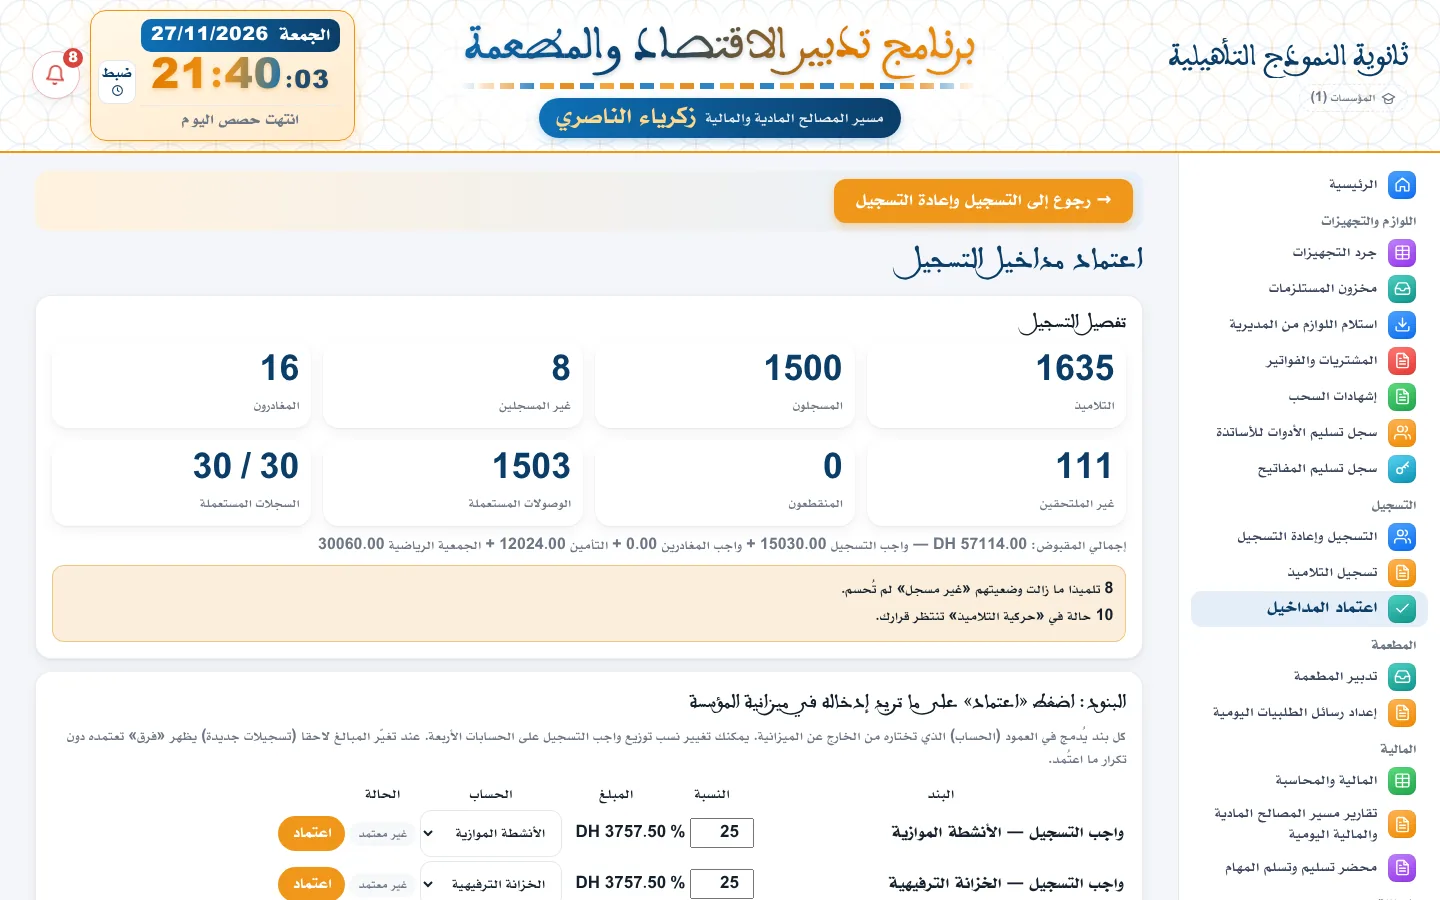 ثانوية النموذج التأهيلية
المؤسسات (1)
برنامج تدبير الاقتصاد والمطعمة
مسير المصالح المادية والمالية زكرياء الناصري
الجمعة 27/11/2026
21:40:03
انتهت حصص اليوم
ضبط
8
الرئيسية
اللوازم والتجهيزات
جرد التجهيزات
مخزون المستلزمات
استلام اللوازم من المديرية
المشتريات والفواتير
إشهادات السحب
سجل تسليم الأدوات للأساتذة
سجل تسليم المفاتيح
التسجيل
التسجيل وإعادة التسجيل
تسجيل التلاميذ
اعتماد المداخيل
المطعمة
تدبير المطعمة
إعداد رسائل الطلبيات اليومية
المالية
المالية والمحاسبة
تقارير مسير المصالح المادية
والمالية اليومية
محضر تسليم وتسلم المهام
→ رجوع إلى التسجيل وإعادة التسجيل
اعتماد مداخيل التسجيل
تفصيل التسجيل
1635
التلاميذ
1500
المسجلون
8
غير المسجلين
16
المغادرون
111
غير الملتحقين
0
المنقطعون
1503
الوصولات المستعملة
30 / 30
السجلات المستعملة
إجمالي المقبوض: 57114.00 DH — واجب التسجيل 15030.00 + واجب المغادرين 0.00 + التأمين 12024.00 + الجمعية الرياضية 30060.00
8 تلميذا ما زالت وضعيتهم «غير مسجل» لم تُحسم.
10 حالة في «حركية التلاميذ» تنتظر قرارك.
البنود: اضغط «اعتماد» على ما تريد إدخاله في ميزانية المؤسسة
كل بند يُدمج في العمود (الحساب) الذي تختاره من الخارج عن الميزانية. يمكنك تغيير نسب توزيع واجب التسجيل على الحسابات الأربعة. عند تغيّر المبالغ لاحقا (تسجيلات جديدة) يظهر «فرق» تعتمده دون
تكرار ما اعتُمد.
البند النسبة المبلغ الحساب الحالة
واجب التسجيل — الأنشطة الموازية 25 % 3757.50 DH الأنشطة الموازية غير معتمد اعتماد
واجب التسجيل — الخزانة الترفيهية 25 % 3757.50 DH الخزانة الترفيهية غير معتمد اعتماد